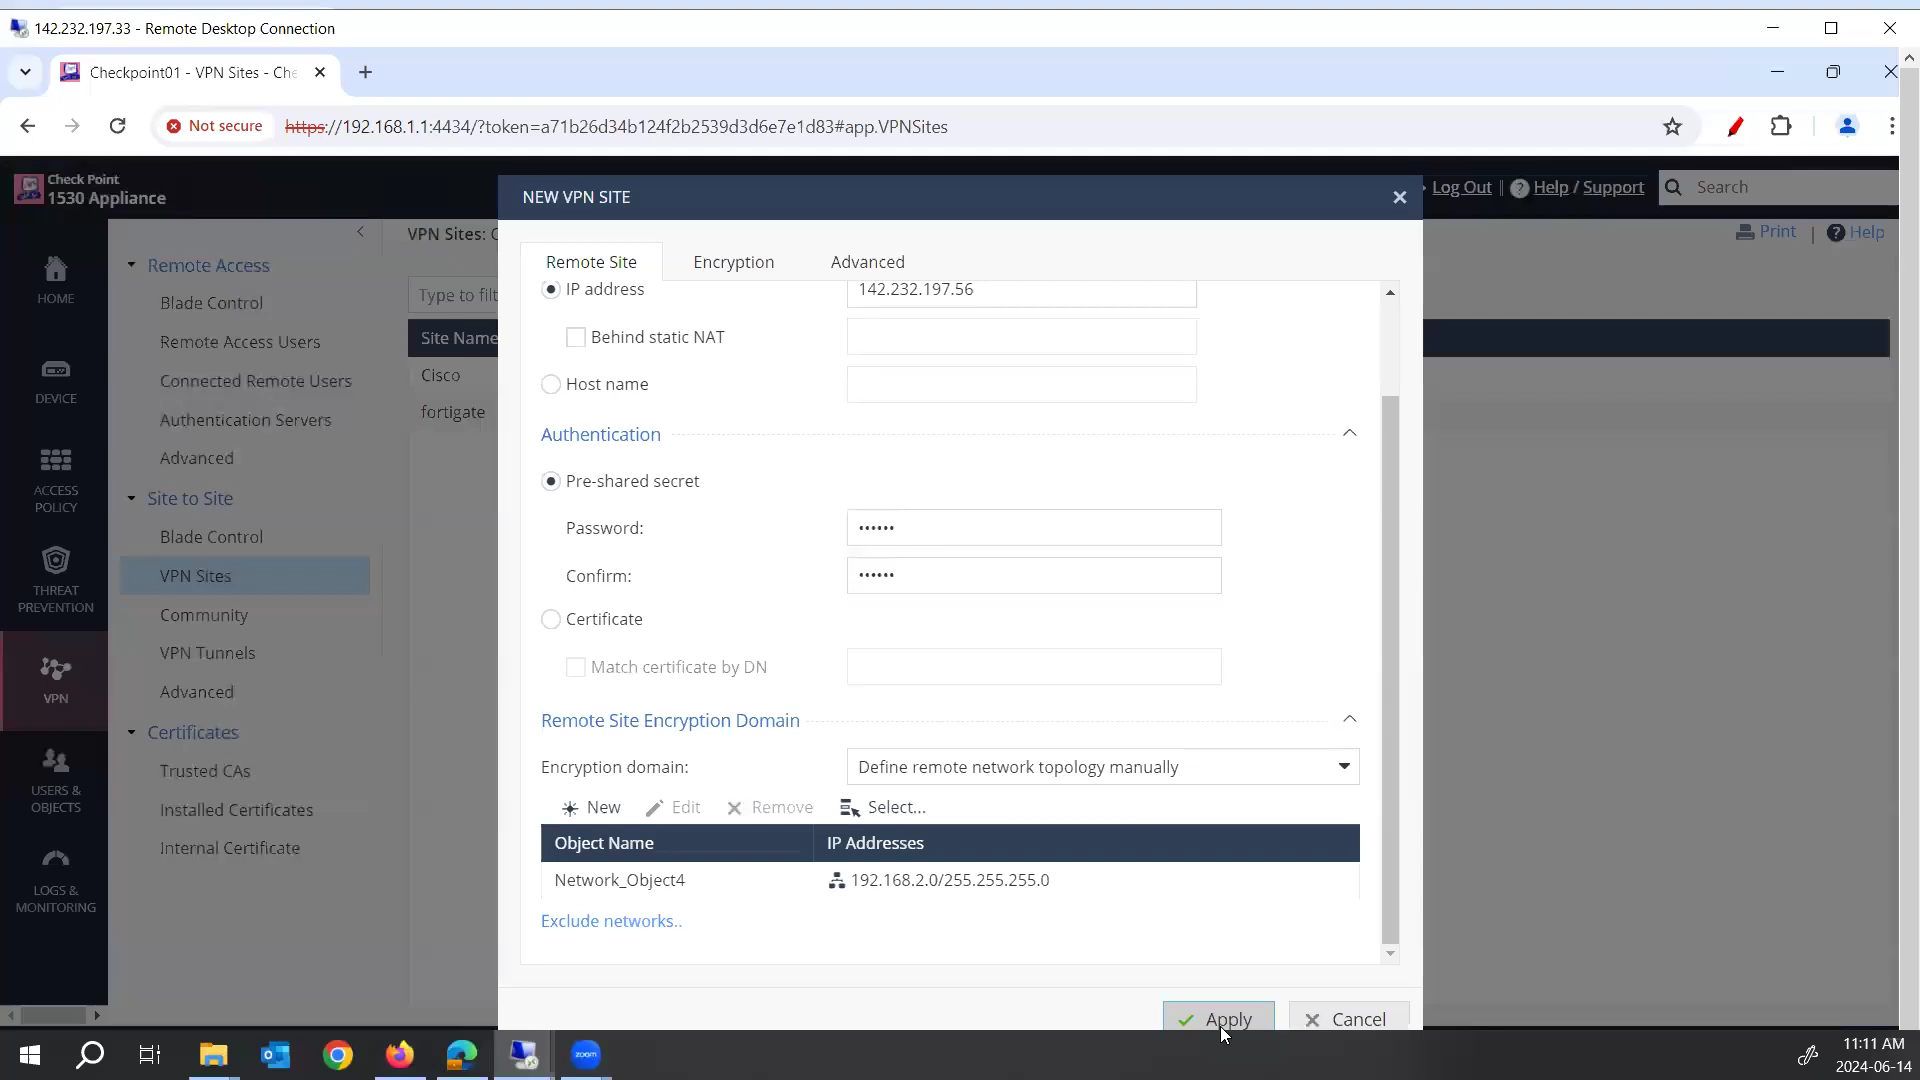 142.232.197.33 - Remote Desktop Connection
Checkpoint01 - VPN Sites - Che
Not secure
https://192.168.1.1:4434/?token=a71b26d34b124f2b2539d3d6e7e1d83#app.VPNSites
Check Point
1530 Appliance
Log Out | Help / Support
Search
Print | Help
HOME
DEVICE
ACCESS
POLICY
THREAT
PREVENTION
VPN
USERS &
OBJECTS
LOGS &
MONITORING
Remote Access
Blade Control
Remote Access Users
Connected Remote Users
Authentication Servers
Advanced
Site to Site
Blade Control
VPN Sites
Community
VPN Tunnels
Advanced
Certificates
Trusted CAs
Installed Certificates
Internal Certificate
VPN Sites: C
Type to filt
Site Name
Cisco
fortigate
NEW VPN SITE
Remote Site
Encryption
Advanced
IP address
142.232.197.56
Behind static NAT
Host name
Authentication
Pre-shared secret
Password:
••••••
Confirm:
••••••
Certificate
Match certificate by DN
Remote Site Encryption Domain
Encryption domain:
Define remote network topology manually
New
Edit
Remove
Select...
Object Name
IP Addresses
Network_Object4
192.168.2.0/255.255.255.0
Exclude networks..
Apply
Cancel
zoom
11:11 AM
2024-06-14